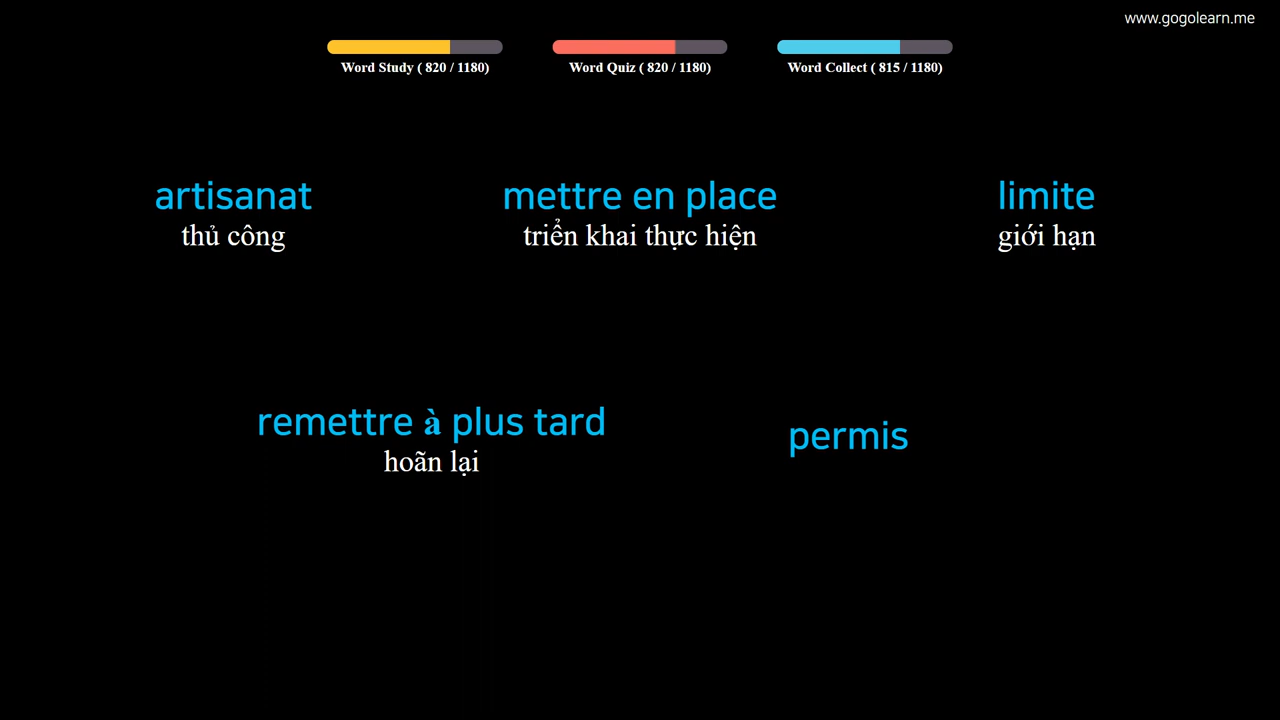 www.gogolearn.me
Word Study ( 820 / 1180)
Word Quiz ( 820 / 1180)
Word Collect ( 815 / 1180)
artisanat
thủ công
mettre en place
triển khai thực hiện
limite
giới hạn
remettre à plus tard
hoãn lại
permis